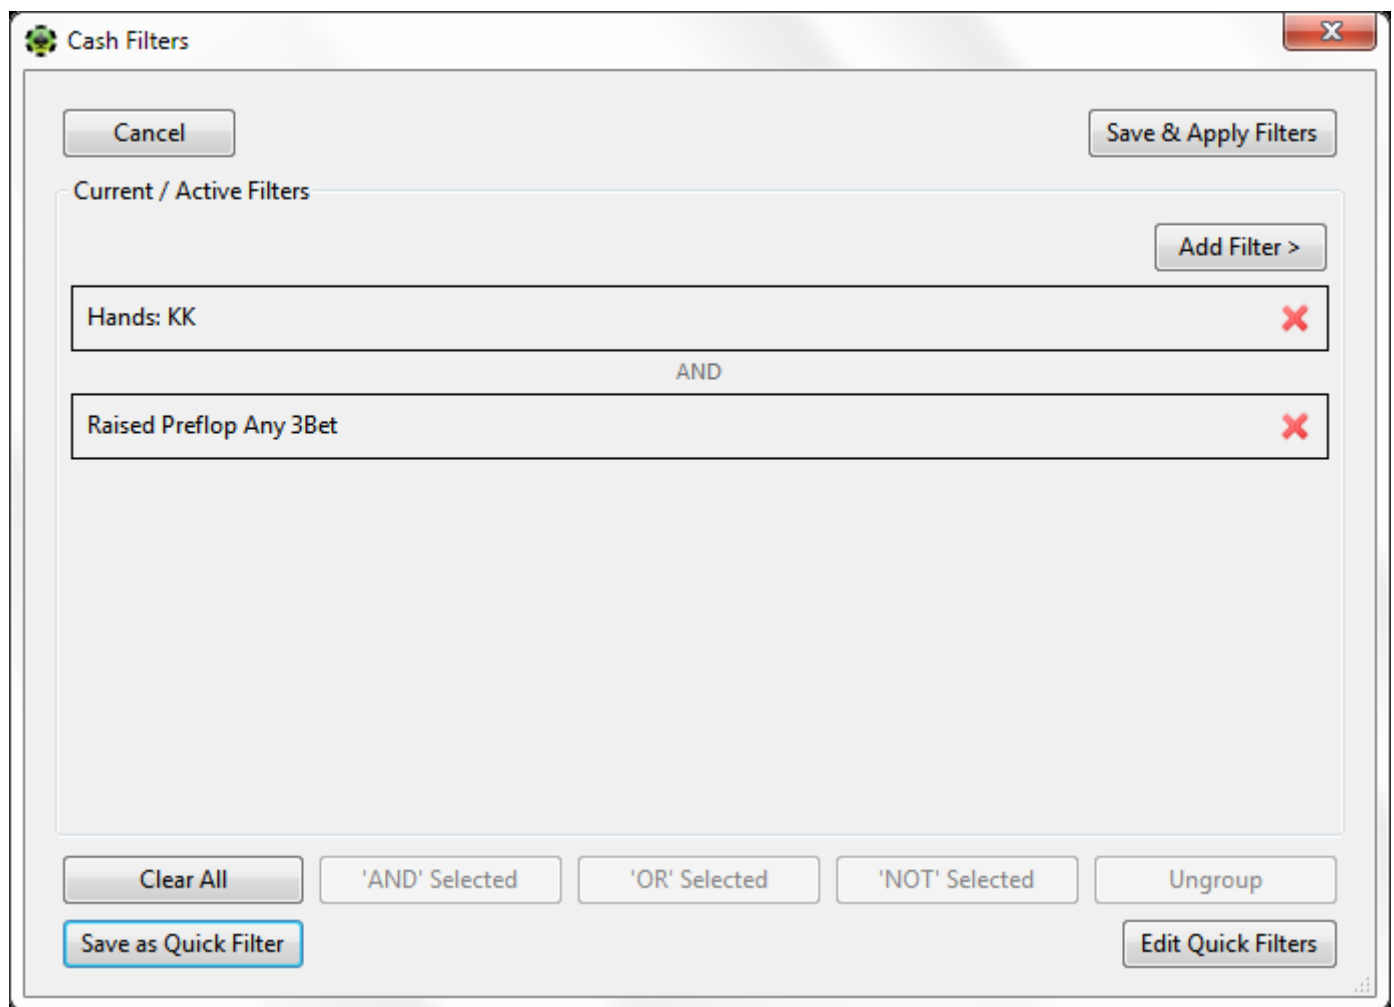 Cash Filters
Cancel
Save & Apply Filters
Current / Active Filters
Add Filter >
Hands: KK
AND
Raised Preflop Any 3Bet
Clear All
'AND' Selected
'OR' Selected
'NOT' Selected
Ungroup
Save as Quick Filter
Edit Quick Filters